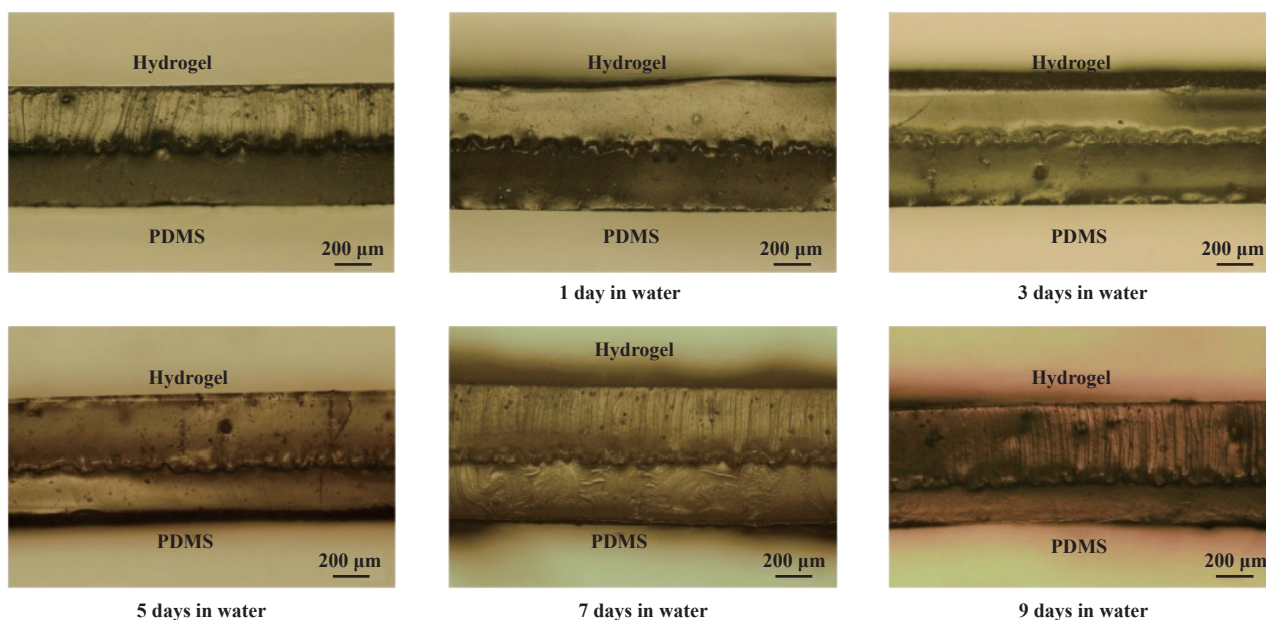 Hydrogel
PDMS
200 µm
Hydrogel
PDMS
200 µm
1 day in water
Hydrogel
PDMS
200 µm
3 days in water
Hydrogel
PDMS
200 µm
5 days in water
Hydrogel
PDMS
200 µm
7 days in water
Hydrogel
PDMS
200 µm
9 days in water